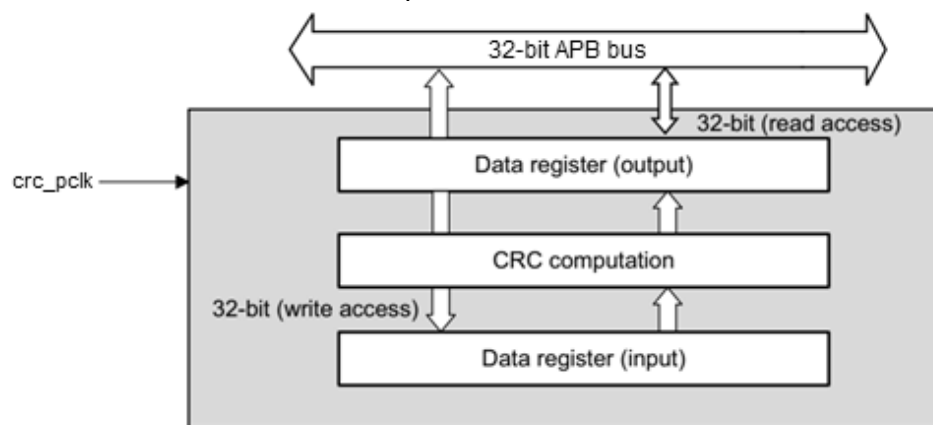 32-bit APB bus
32-bit (read access)
Data register (output)
crc_pclk
CRC computation
32-bit (write access)
Data register (input)